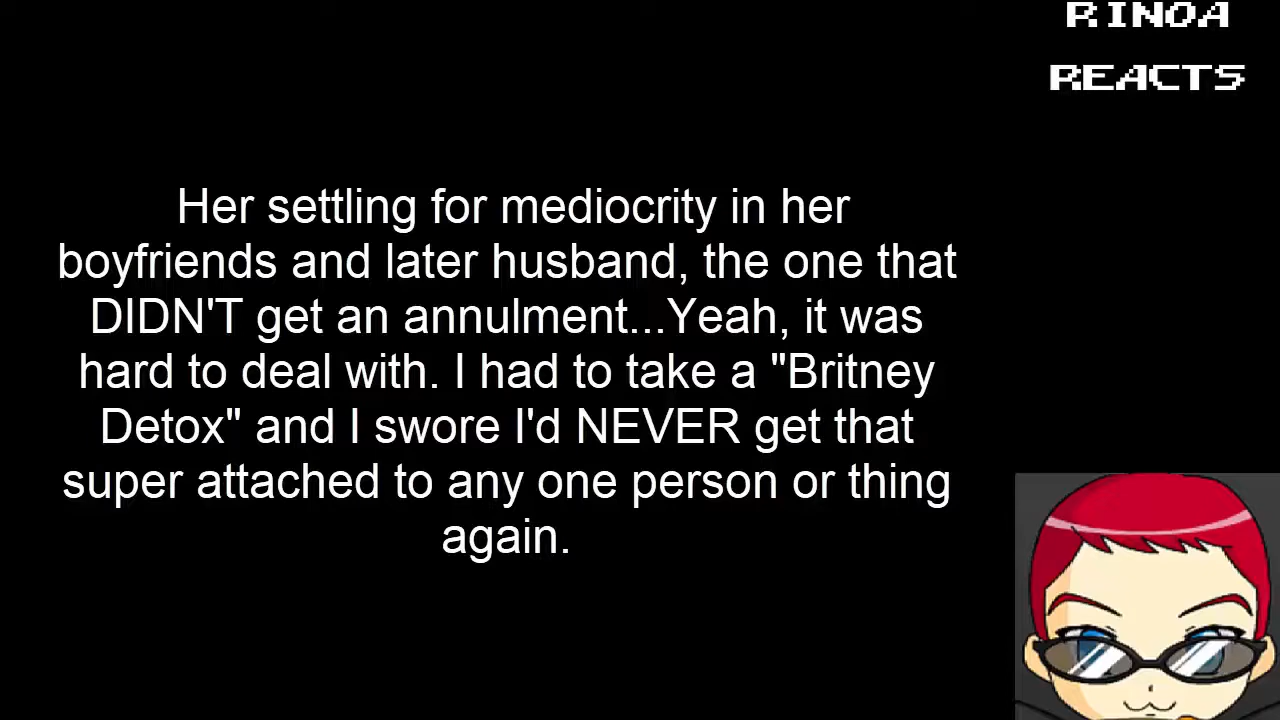 RINOA
REACTS
Her settling for mediocrity in her
boyfriends and later husband, the one that
DIDN'T get an annulment...Yeah, it was
hard to deal with. I had to take a "Britney
Detox" and I swore I'd NEVER get that
super attached to any one person or thing
again.